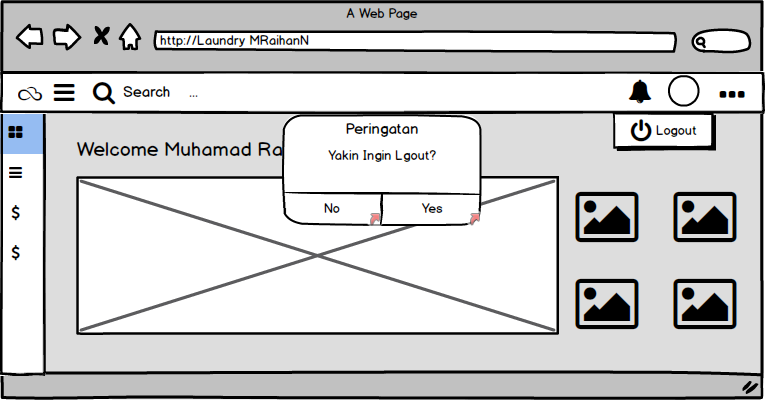 A Web Page
http://Laundry MRaihanN
Search ...
Logout
Peringatan
Welcome Muhamad Ra
Yakin Ingin Lgout?
No Yes
$
$